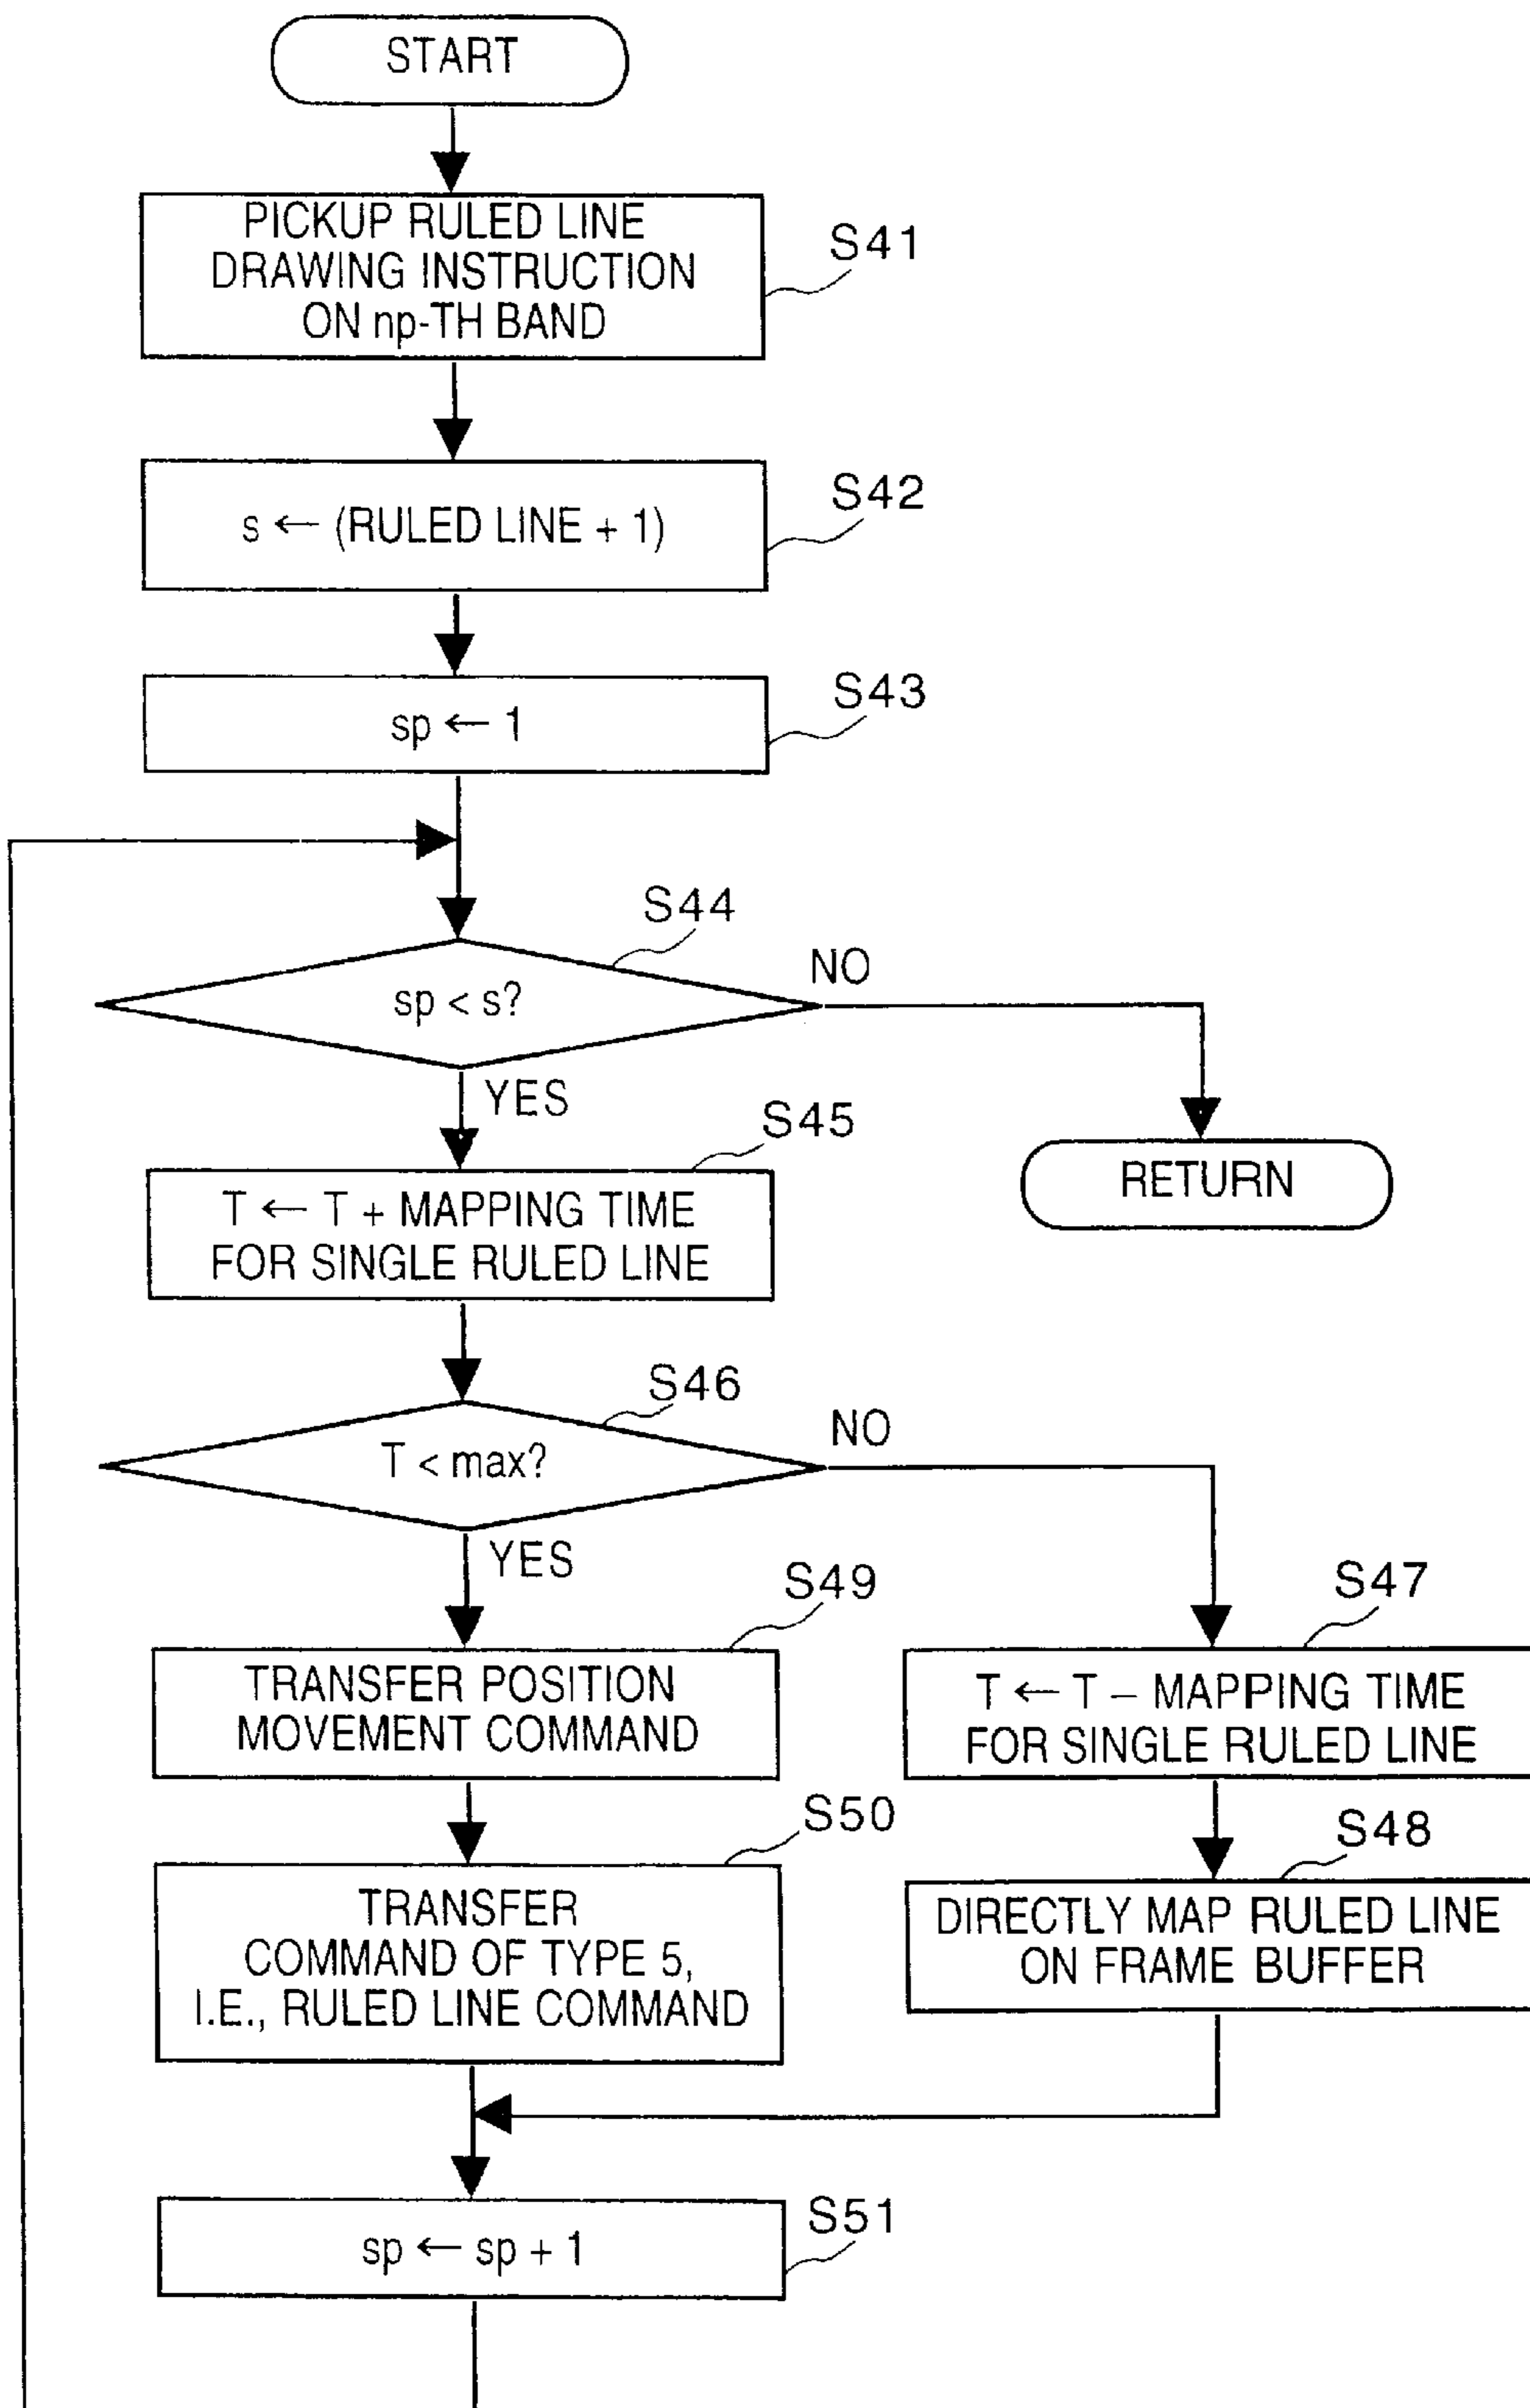 START
PICKUP RULED LINE
DRAWING INSTRUCTION
ON np-TH BAND
S41
s ← (RULED LINE + 1)
S42
sp ← 1
S43
S44
sp < s?
NO
YES
S45
T ← T + MAPPING TIME
FOR SINGLE RULED LINE
RETURN
S46
T < max?
NO
YES
S49
TRANSFER POSITION
MOVEMENT COMMAND
S47
T ← T – MAPPING TIME
FOR SINGLE RULED LINE
S50
TRANSFER
COMMAND OF TYPE 5,
I.E., RULED LINE COMMAND
S48
DIRECTLY MAP RULED LINE
ON FRAME BUFFER
S51
sp ← sp + 1